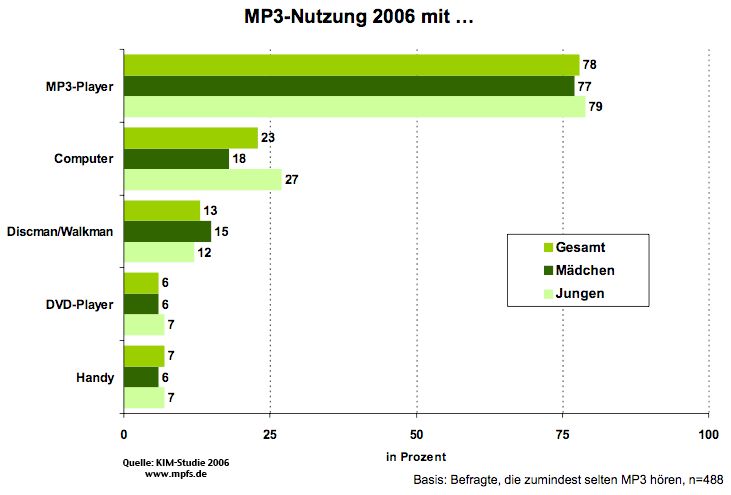 MP3-Nutzung 2006 mit …
MP3-Player
78
77
79
Computer
23
18
27
Discman/Walkman
13
15
12
DVD-Player
6
6
7
Handy
7
6
7
Gesamt
Mädchen
Jungen
0 25 50 75 100
in Prozent
Quelle: KIM-Studie 2006
www.mpfs.de
Basis: Befragte, die zumindest selten MP3 hören, n=488